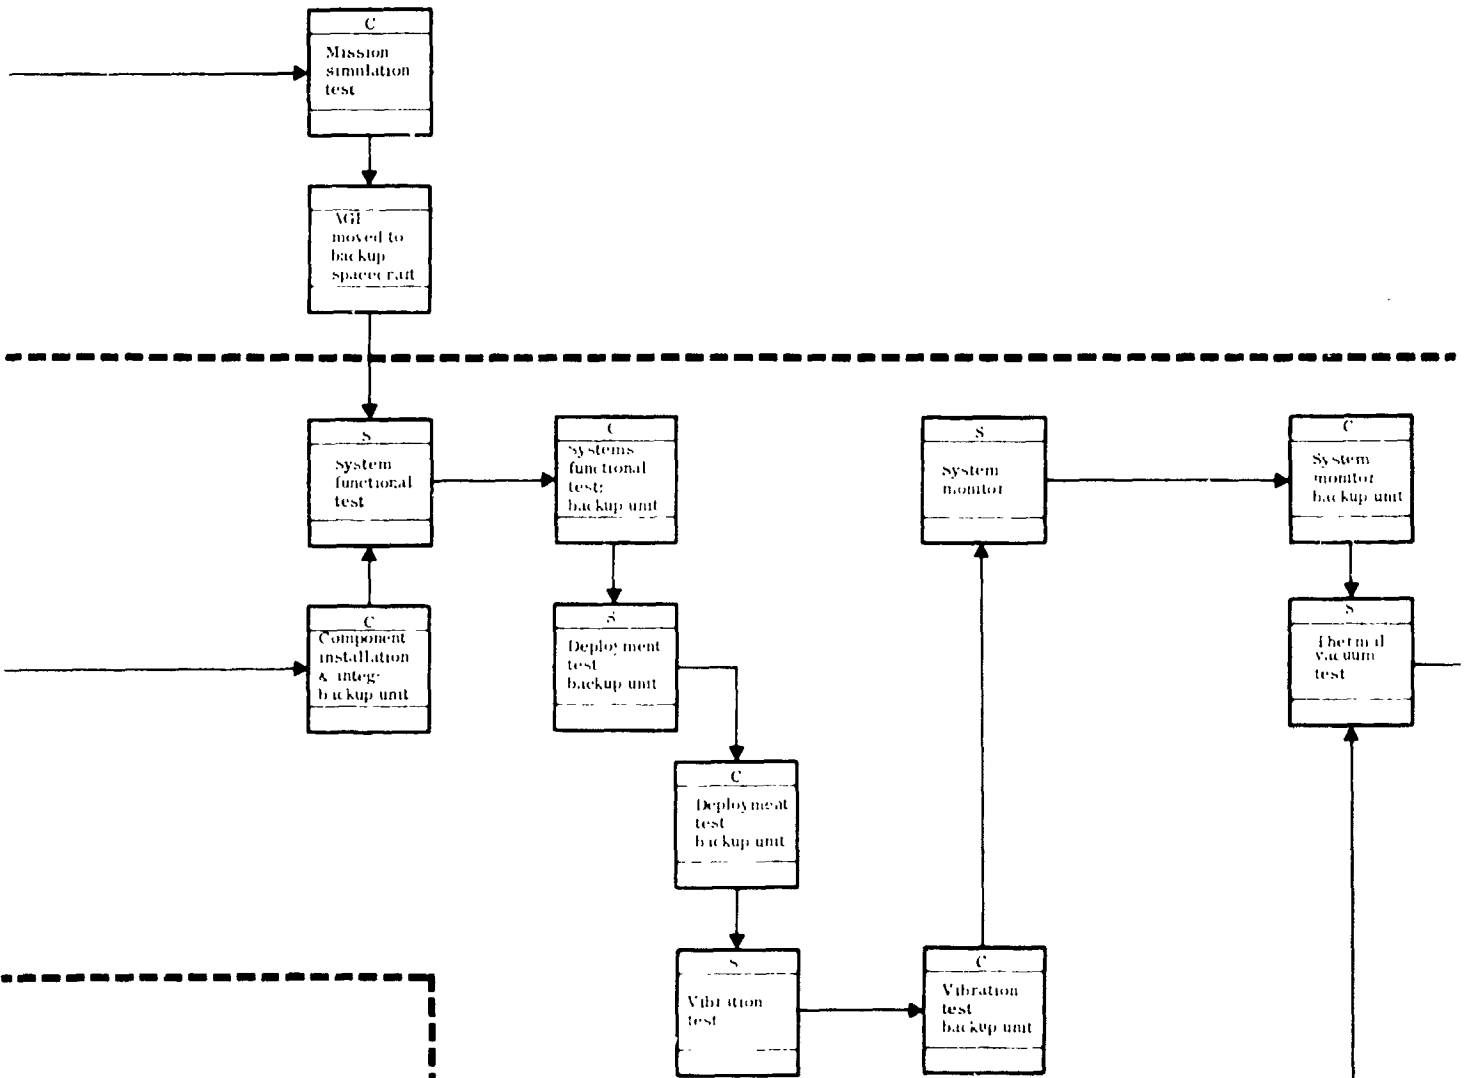 C
Mission
simulation
test
AGE
moved to
backup
spacecraft
S
System
functional
test
C
Systems
functional
test;
backup unit
S
System
monitor
C
System
monitor
backup unit
C
Component
installation
& integ;
backup unit
S
Deployment
test
backup unit
S
Thermal
vacuum
test
C
Deployment
test
backup unit
S
Vibration
test
C
Vibration
test
backup unit